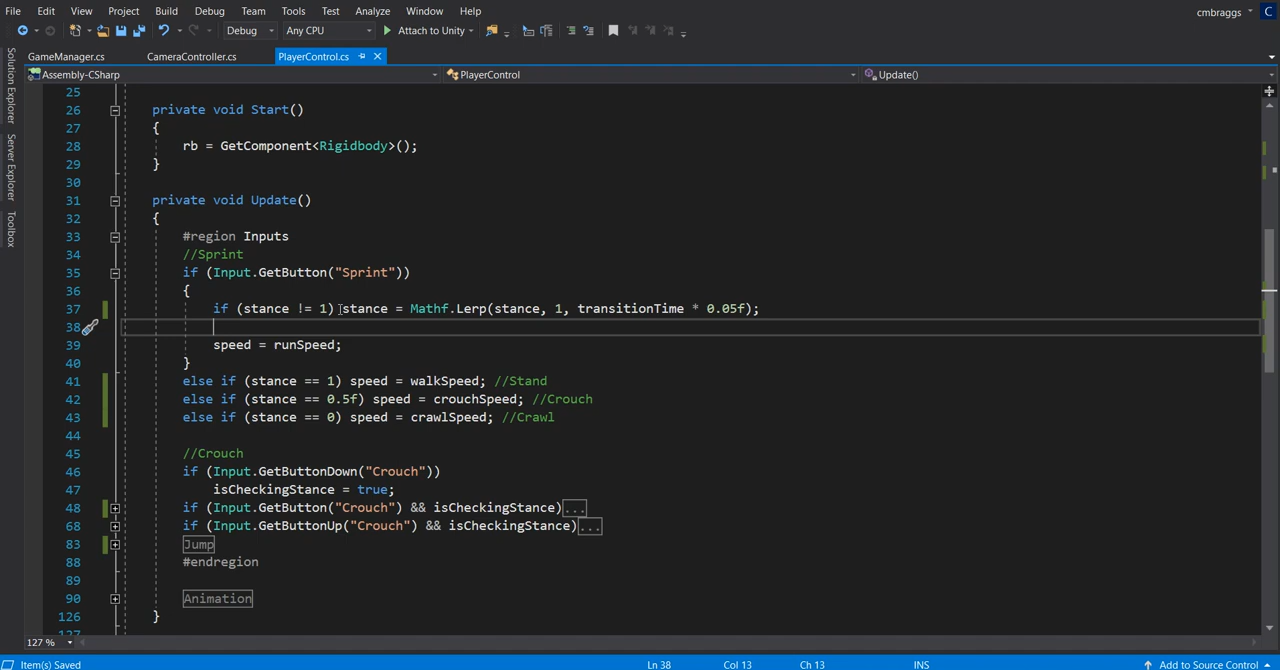 File Edit View Project Build Debug Team Tools Test Analyze Window Help cmbraggs C
Debug Any CPU Attach to Unity
GameManager.cs CameraController.cs PlayerControl.cs
Assembly-CSharp PlayerControl Update()
Solution Explorer
Server Explorer
Toolbox
25
26 private void Start()
27 {
28 rb = GetComponent<Rigidbody>();
29 }
30
31 private void Update()
32 {
33 #region Inputs
34 //Sprint
35 if (Input.GetButton("Sprint"))
36 {
37 if (stance != 1) stance = Mathf.Lerp(stance, 1, transitionTime * 0.05f);
38
39 speed = runSpeed;
40 }
41 else if (stance == 1) speed = walkSpeed; //Stand
42 else if (stance == 0.5f) speed = crouchSpeed; //Crouch
43 else if (stance == 0) speed = crawlSpeed; //Crawl
44
45 //Crouch
46 if (Input.GetButtonDown("Crouch"))
47 isCheckingStance = true;
48 if (Input.GetButton("Crouch") && isCheckingStance)...
68 if (Input.GetButtonUp("Crouch") && isCheckingStance)...
83 Jump
88 #endregion
89
90 Animation
126 }
127
127 %
Item(s) Saved Ln 38 Col 13 Ch 13 INS Add to Source Control